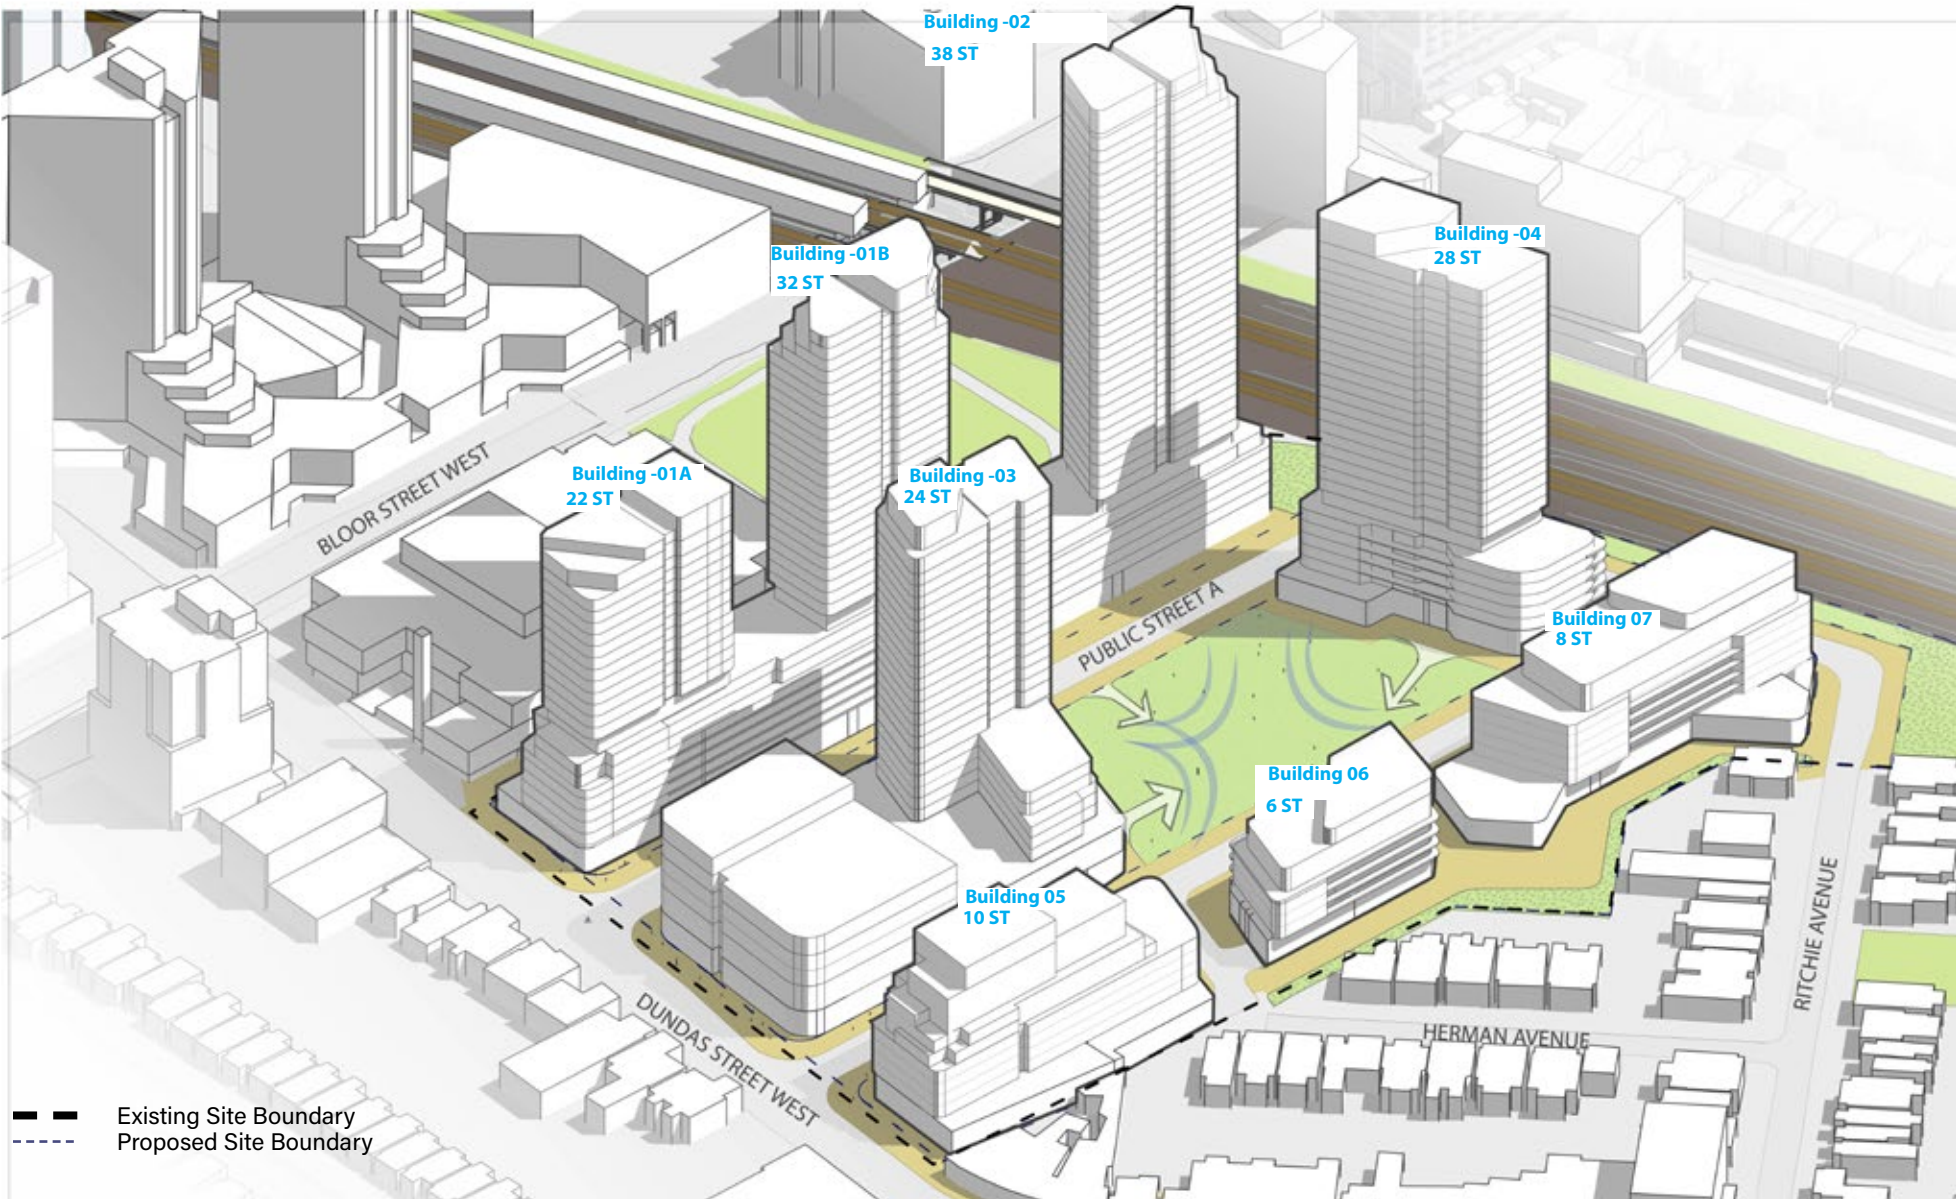 Building -02
38 ST
Building -04
28 ST
Building -01B
32 ST
Building -01A
22 ST
Building -03
24 ST
BLOOR STREET WEST
PUBLIC STREET A
Building 07
8 ST
Building 06
6 ST
Building 05
10 ST
RITCHIE AVENUE
HERMAN AVENUE
DUNDAS STREET WEST
Existing Site Boundary
Proposed Site Boundary